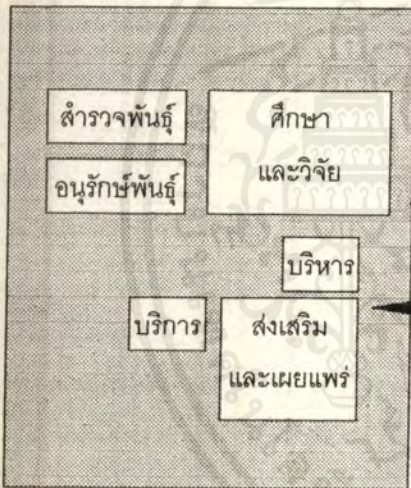 สำรวจพันธุ์
ศึกษา
และวิจัย
อนุรักษ์พันธุ์
บริหาร
บริการ
ส่งเสริม
และเผยแพร่